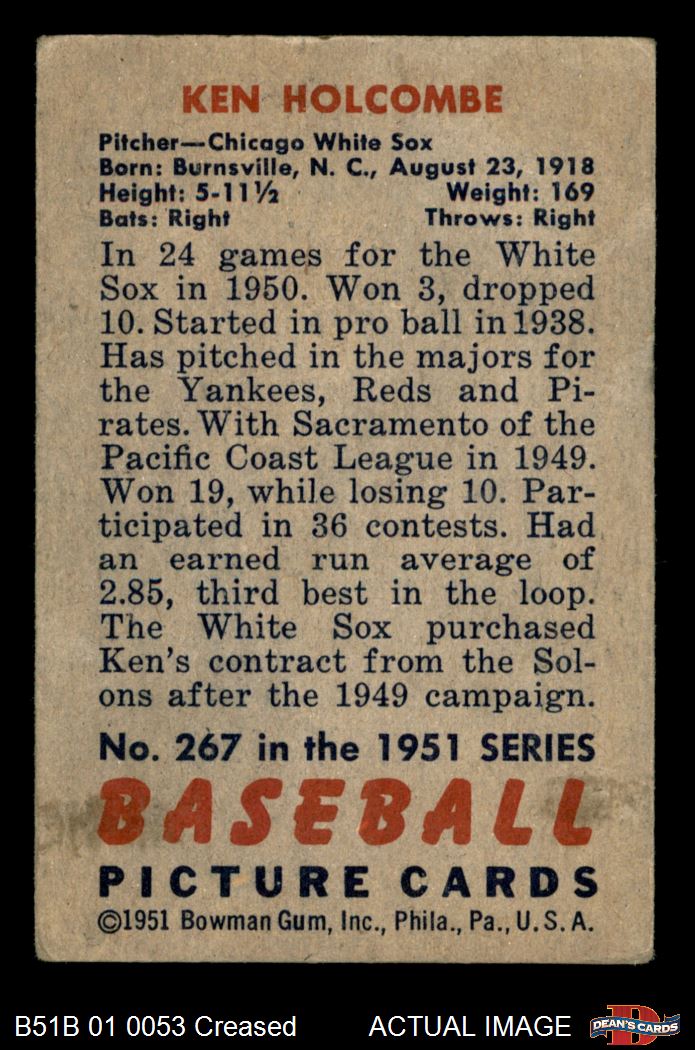 KEN HOLCOMBE
Pitcher—Chicago White Sox
Born: Burnsville, N. C., August 23, 1918
Height: 5-11½ Weight: 169
Bats: Right Throws: Right
In 24 games for the White
Sox in 1950. Won 3, dropped
10. Started in pro ball in 1938.
Has pitched in the majors for
the Yankees, Reds and Pi-
rates. With Sacramento of the
Pacific Coast League in 1949.
Won 19, while losing 10. Par-
ticipated in 36 contests. Had
an earned run average of
2.85, third best in the loop.
The White Sox purchased
Ken's contract from the Sol-
ons after the 1949 campaign.
No. 267 in the 1951 SERIES
BASEBALL
PICTURE CARDS
©1951 Bowman Gum, Inc., Phila., Pa., U. S. A.
B51B 01 0053 Creased ACTUAL IMAGE
D
DEAN'S CARDS